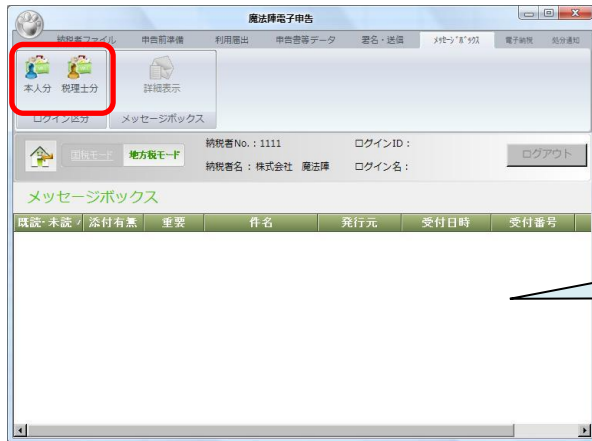 魔法陣電子申告
納税者ファイル 申告前準備 利用届出 申告書等データ 署名・送信 ﾒｯｾｰｼﾞﾎﾞｯｸｽ 電子納税 処分通知
本人分 税理士分 詳細表示
ログイン区分 メッセージボックス
国税モード 地方税モード 納税者No.：1111 ログインID： ログアウト
納税者名：株式会社 魔法陣 ログイン名：
メッセージボックス
既読・未読 添付有無 重要 件名 発行元 受付日時 受付番号